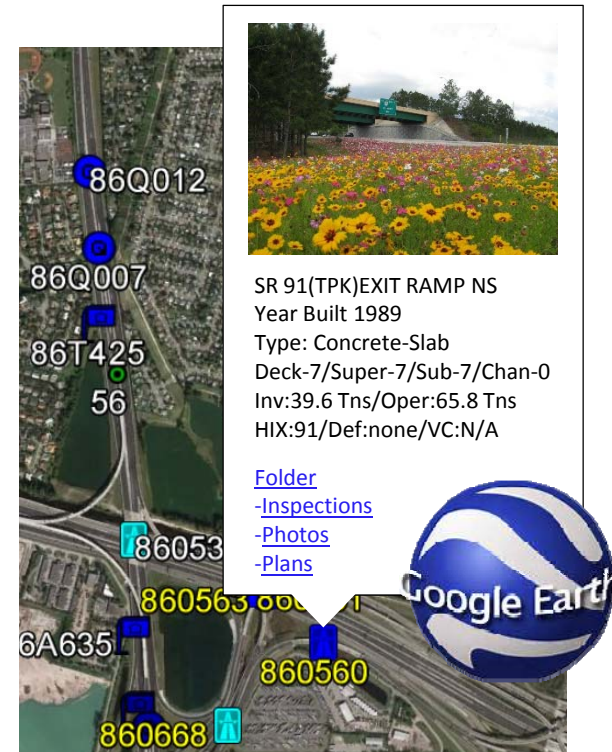 86Q012
86Q007
86T425
56
SR 91(TPK)EXIT RAMP NS
Year Built 1989
Type: Concrete-Slab
Deck-7/Super-7/Sub-7/Chan-0
Inv:39.6 Tns/Oper:65.8 Tns
HIX:91/Def:none/VC:N/A
Folder
-Inspections
-Photos
-Plans
Google Earth
86053
860563
6A635
860560
860668